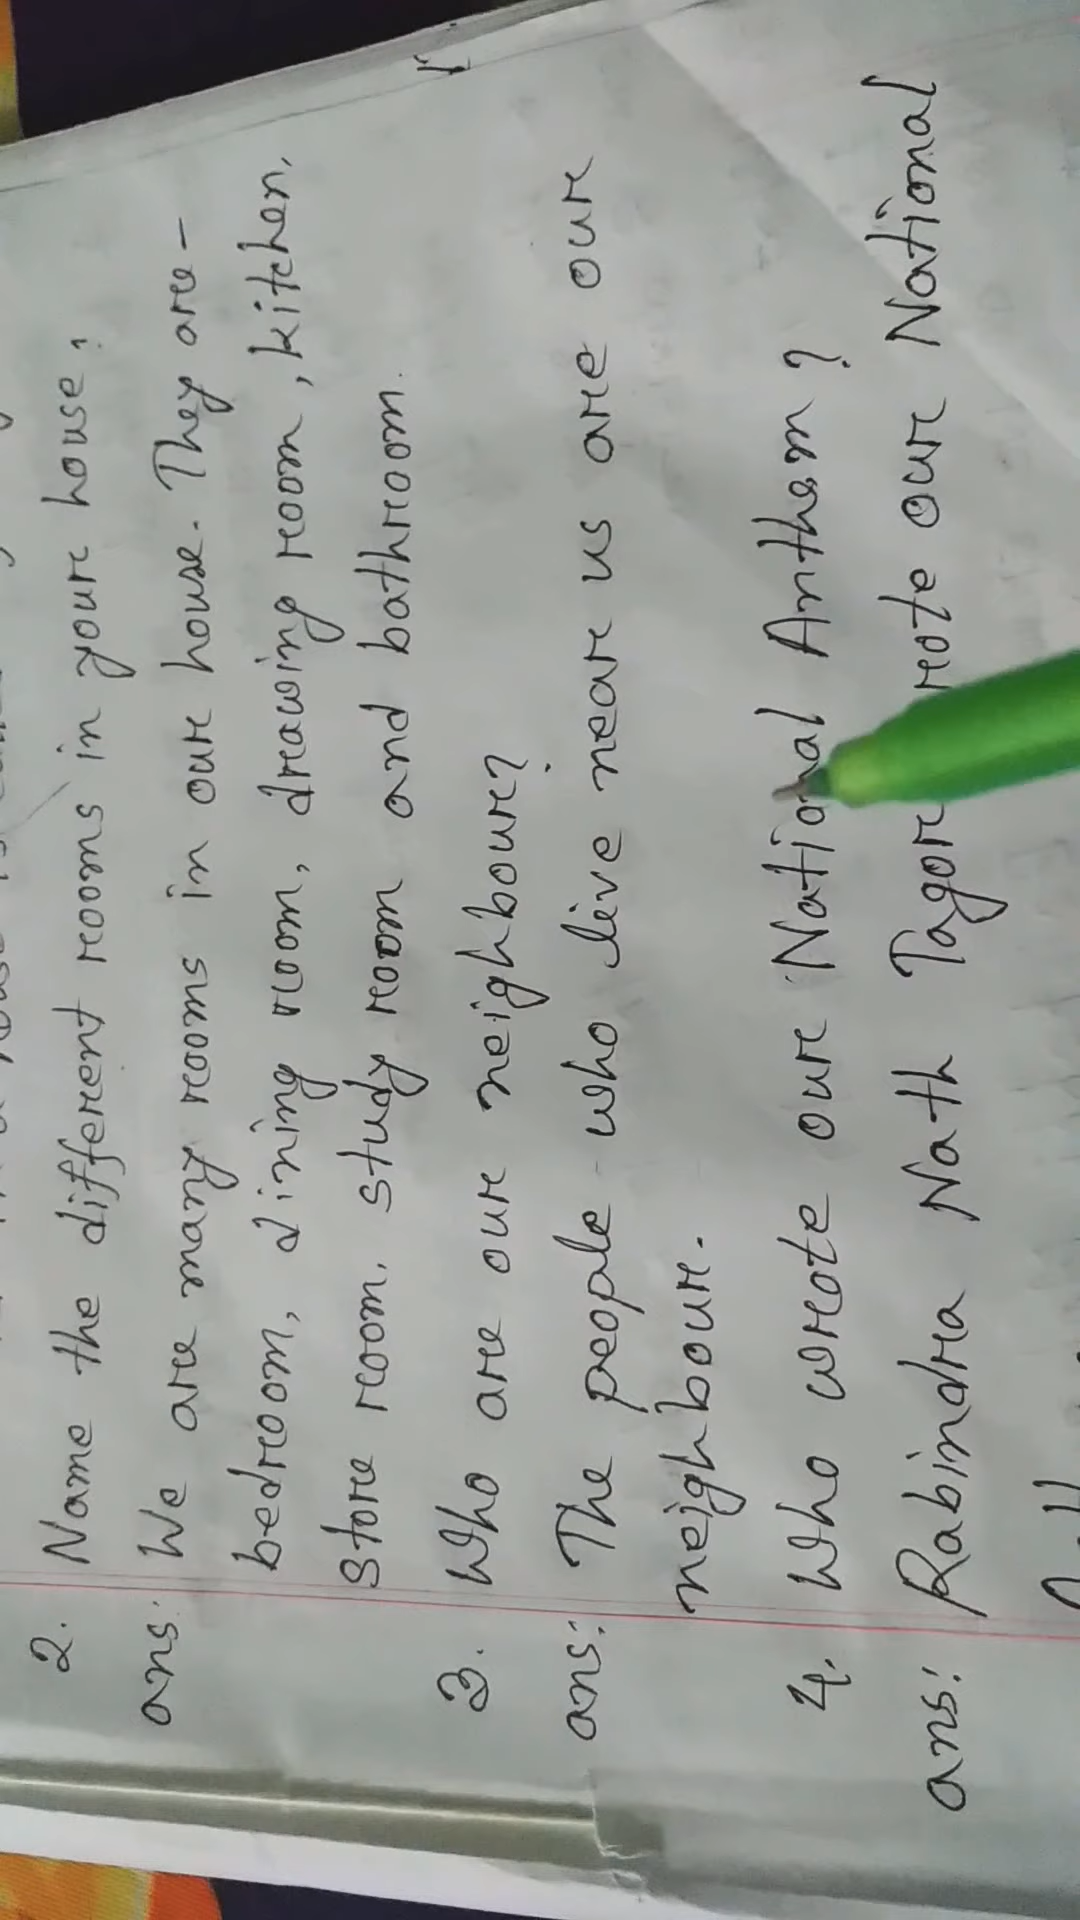 2. Name the different rooms in your house?
ans: We are many rooms in our house. They are -
bedroom, dining room, drawing room, kitchen,
store room, study room and bathroom.
3. Who are our neighbour?
ans: The people who live near us are our
neighbour.
4. Who wrote our National Anthem?
ans: Rabindra Nath Tagore our National